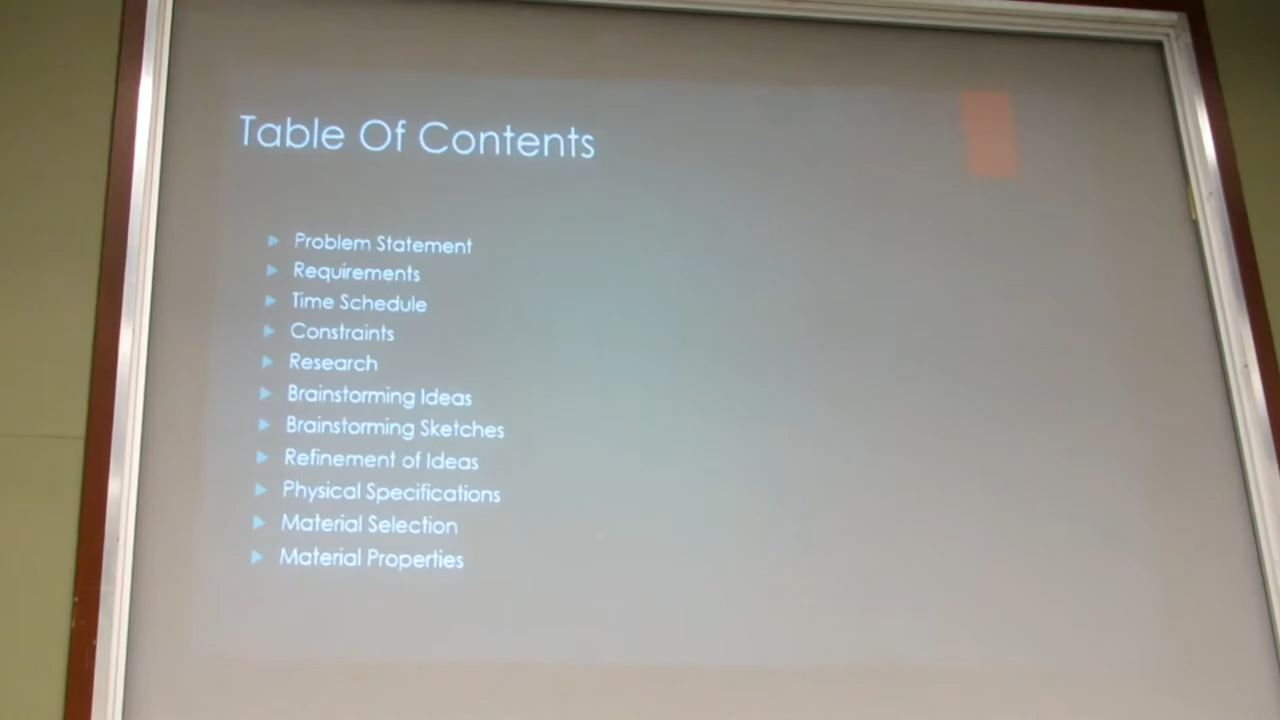 Table Of Contents
Problem Statement
Requirements
Time Schedule
Constraints
Research
Brainstorming Ideas
Brainstorming Sketches
Refinement of Ideas
Physical Specifications
Material Selection
Material Properties